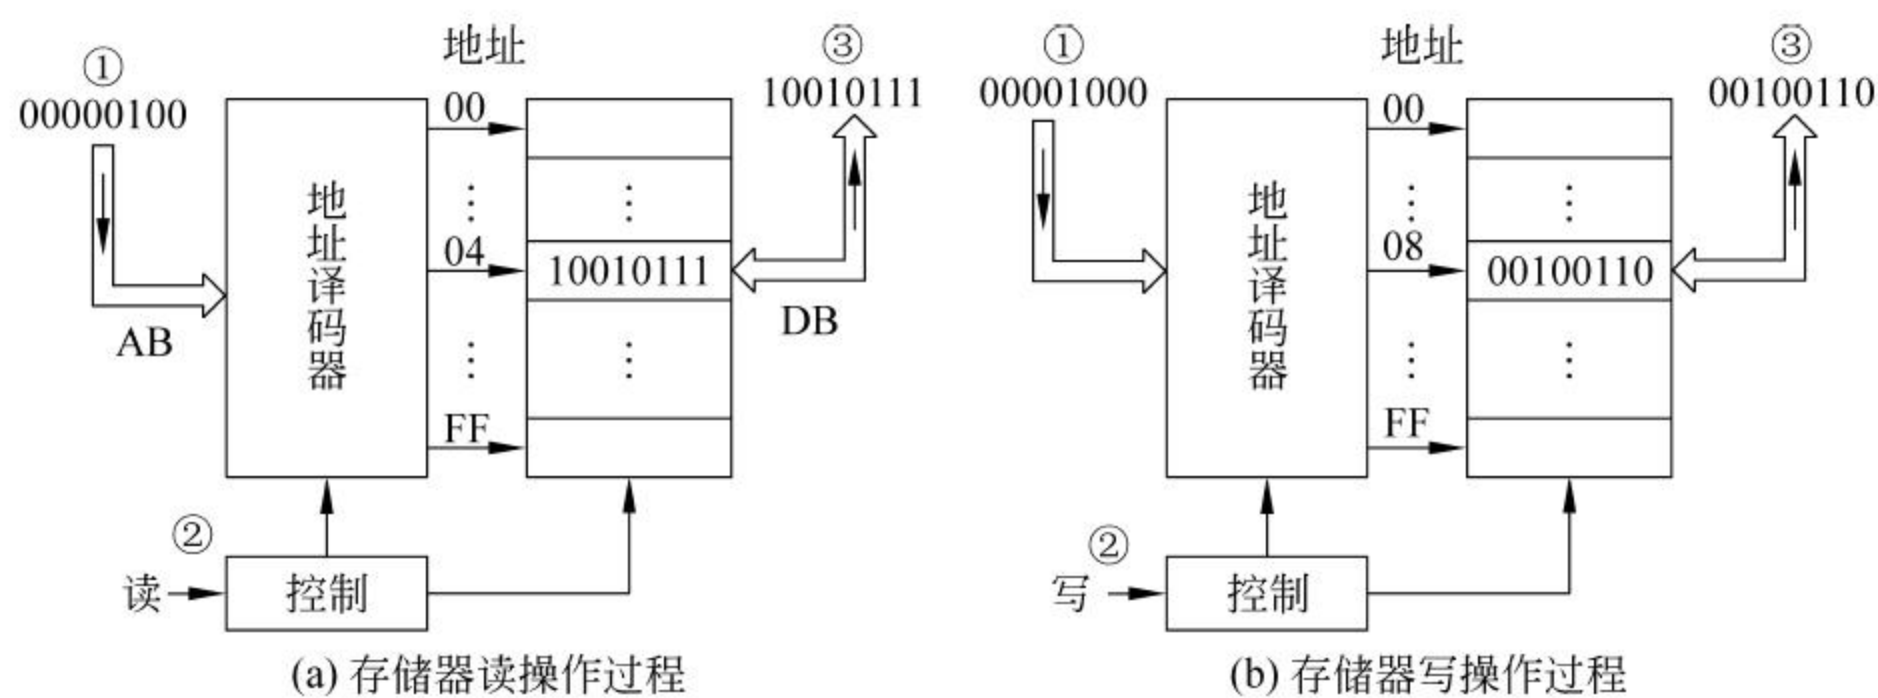 ①
00000100
AB
地址译码器
地址
00
⋮
04
⋮
FF
⋮
10010111
⋮
③
10010111
DB
②
读
控制
(a) 存储器读操作过程
①
00001000
地址译码器
地址
00
⋮
08
⋮
FF
⋮
00100110
⋮
③
00100110
②
写
控制
(b) 存储器写操作过程